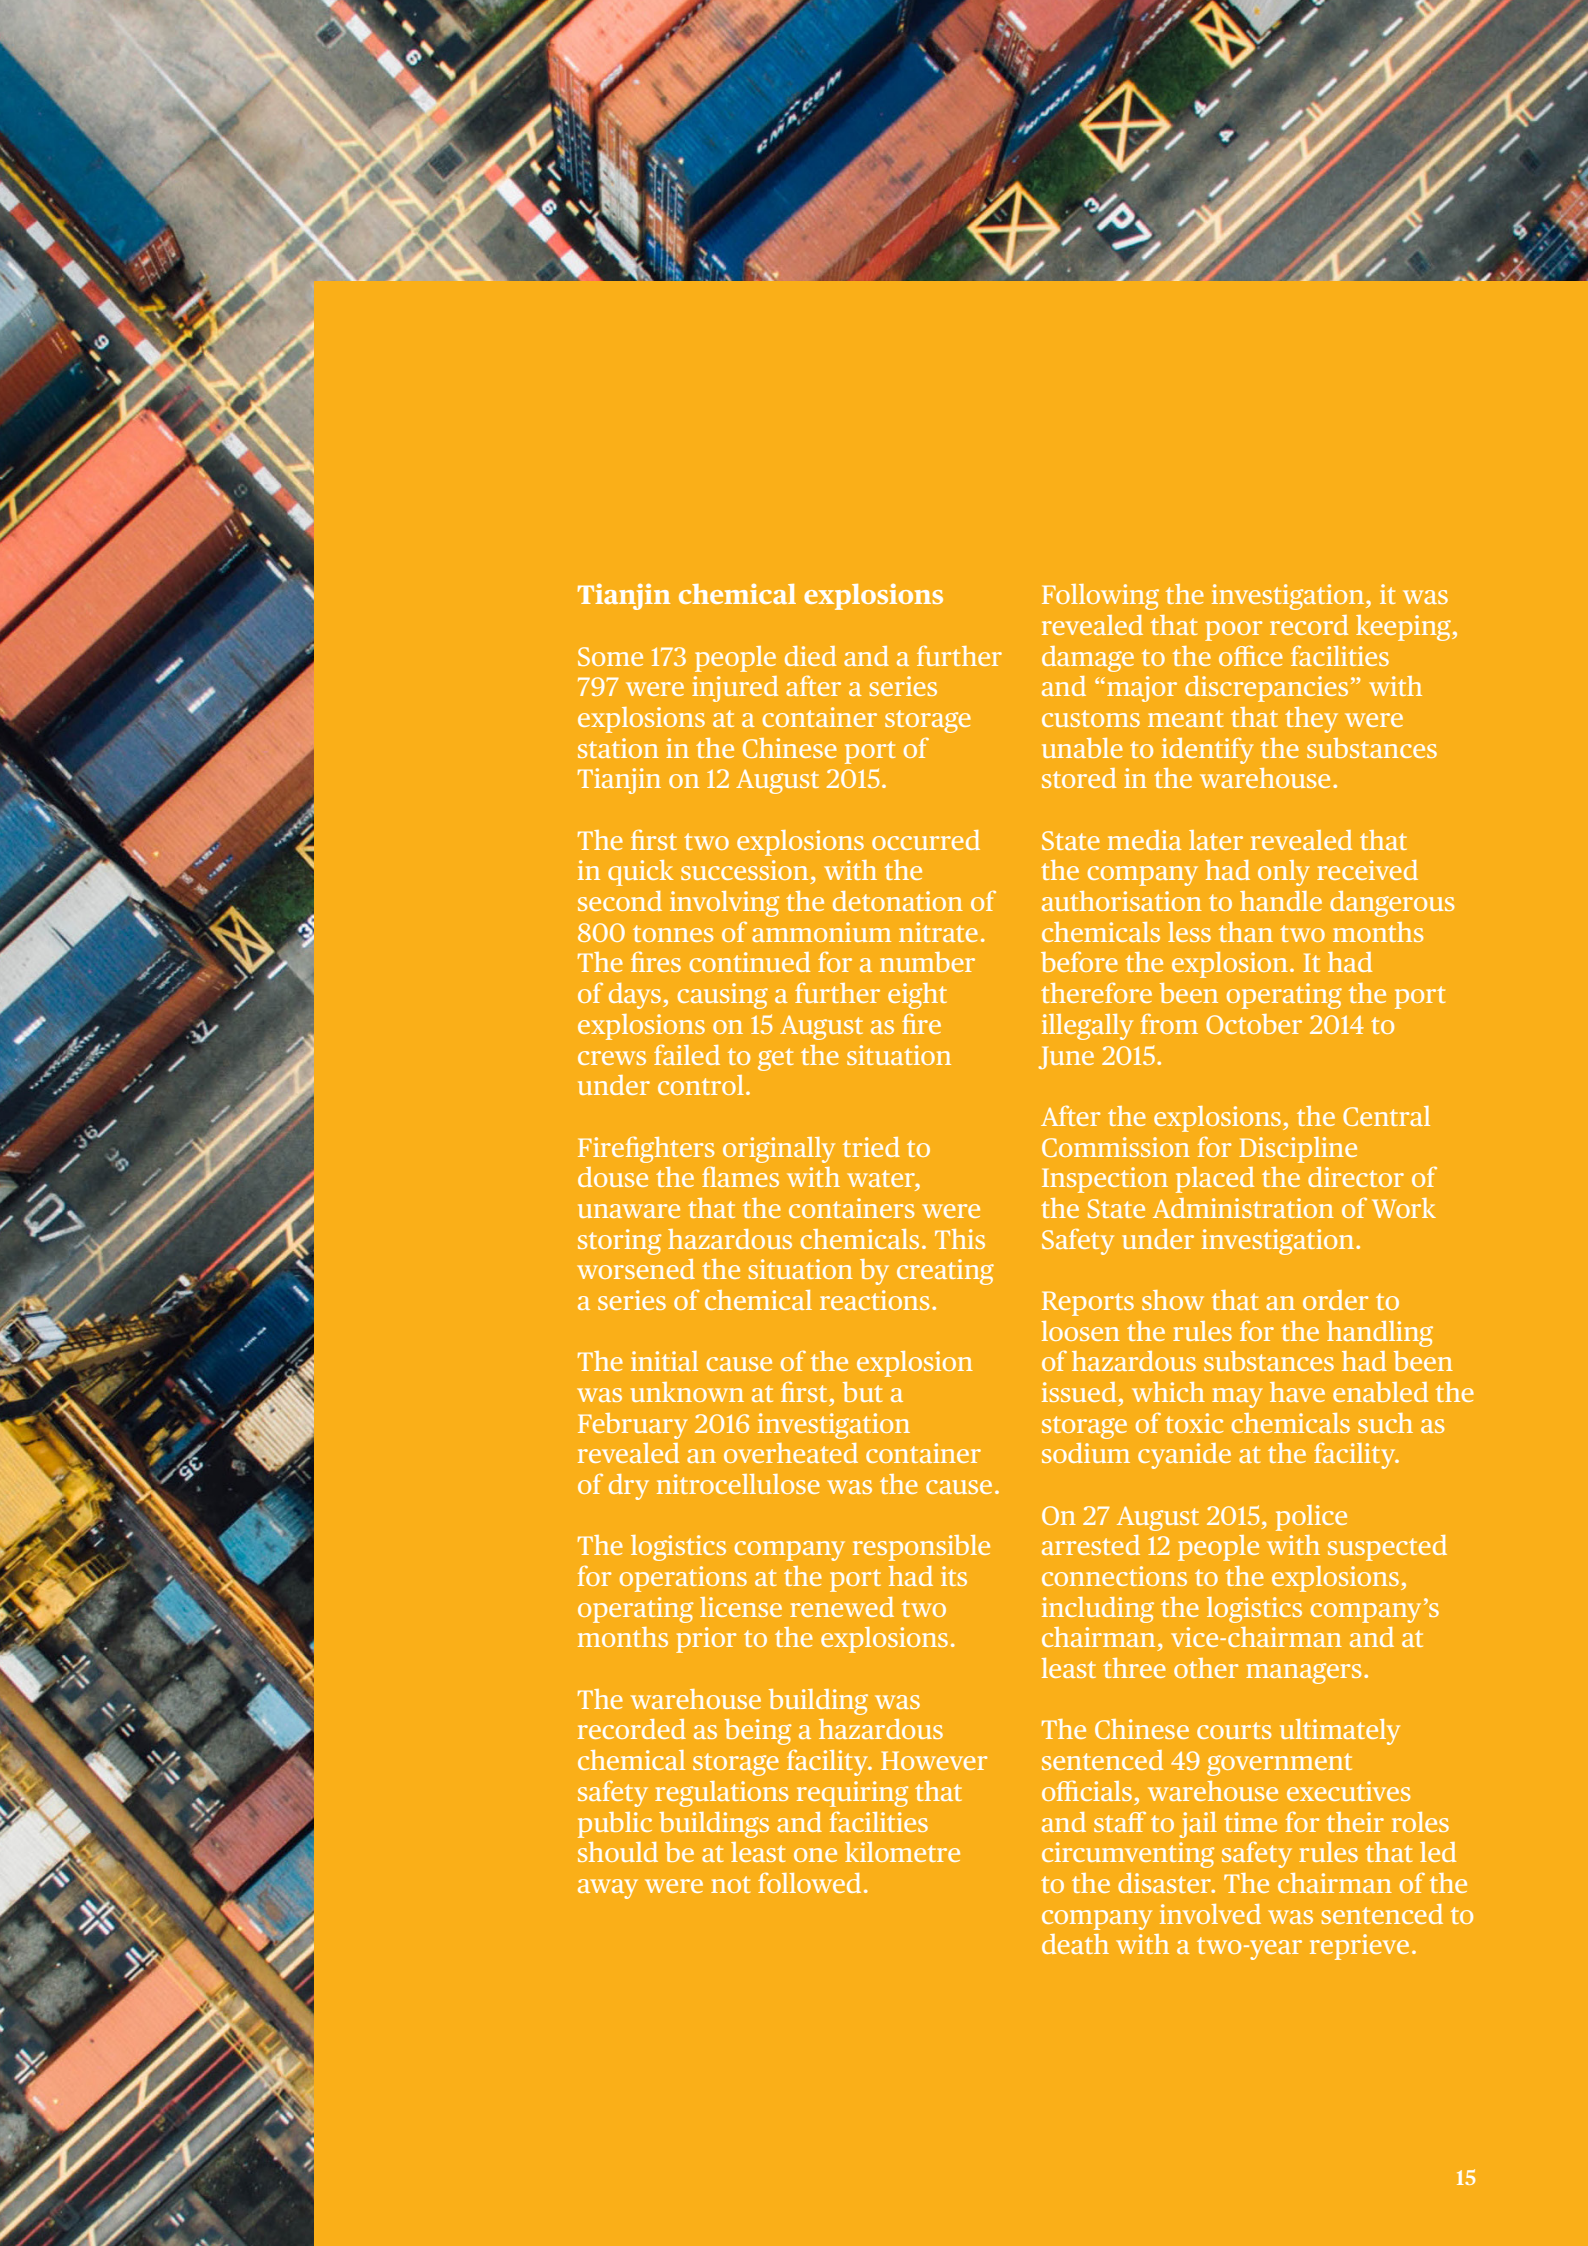 CMA CGM
P7
Q7
36
36
35
37
Tianjin chemical explosions
Some 173 people died and a further
797 were injured after a series
explosions at a container storage
station in the Chinese port of
Tianjin on 12 August 2015.
The first two explosions occurred
in quick succession, with the
second involving the detonation of
800 tonnes of ammonium nitrate.
The fires continued for a number
of days, causing a further eight
explosions on 15 August as fire
crews failed to get the situation
under control.
Firefighters originally tried to
douse the flames with water,
unaware that the containers were
storing hazardous chemicals. This
worsened the situation by creating
a series of chemical reactions.
The initial cause of the explosion
was unknown at first, but a
February 2016 investigation
revealed an overheated container
of dry nitrocellulose was the cause.
The logistics company responsible
for operations at the port had its
operating license renewed two
months prior to the explosions.
The warehouse building was
recorded as being a hazardous
chemical storage facility. However
safety regulations requiring that
public buildings and facilities
should be at least one kilometre
away were not followed.
Following the investigation, it was
revealed that poor record keeping,
damage to the office facilities
and “major discrepancies” with
customs meant that they were
unable to identify the substances
stored in the warehouse.
State media later revealed that
the company had only received
authorisation to handle dangerous
chemicals less than two months
before the explosion. It had
therefore been operating the port
illegally from October 2014 to
June 2015.
After the explosions, the Central
Commission for Discipline
Inspection placed the director of
the State Administration of Work
Safety under investigation.
Reports show that an order to
loosen the rules for the handling
of hazardous substances had been
issued, which may have enabled the
storage of toxic chemicals such as
sodium cyanide at the facility.
On 27 August 2015, police
arrested 12 people with suspected
connections to the explosions,
including the logistics company’s
chairman, vice-chairman and at
least three other managers.
The Chinese courts ultimately
sentenced 49 government
officials, warehouse executives
and staff to jail time for their roles
circumventing safety rules that led
to the disaster. The chairman of the
company involved was sentenced to
death with a two-year reprieve.
15